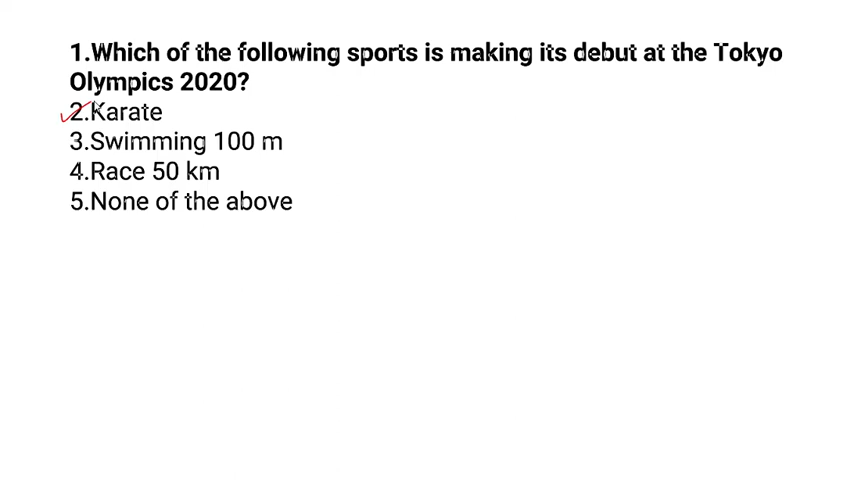 1.Which of the following sports is making its debut at the Tokyo
Olympics 2020?
2.Karate
3.Swimming 100 m
4.Race 50 km
5.None of the above